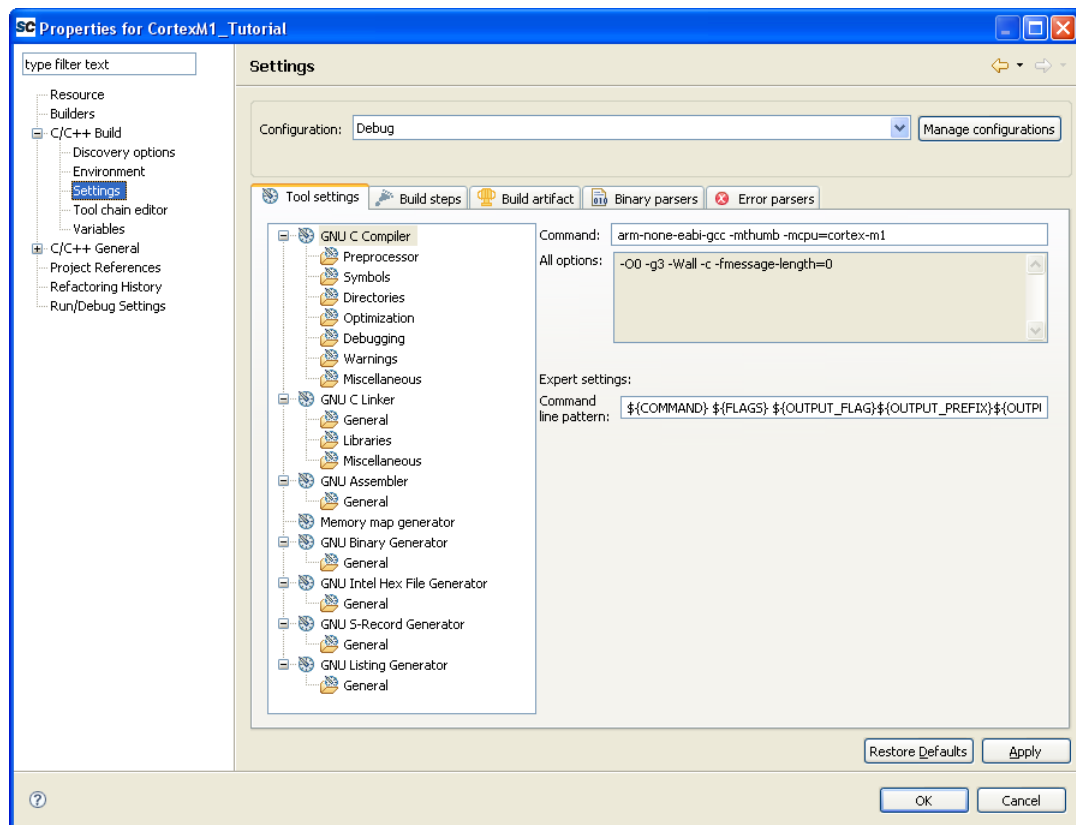 SC Properties for CortexM1_Tutorial
type filter text
Resource
Builders
C/C++ Build
Discovery options
Environment
Settings
Tool chain editor
Variables
C/C++ General
Project References
Refactoring History
Run/Debug Settings
Settings
Configuration: Debug
Manage configurations
Tool settings Build steps Build artifact Binary parsers Error parsers
GNU C Compiler
Preprocessor
Symbols
Directories
Optimization
Debugging
Warnings
Miscellaneous
GNU C Linker
General
Libraries
Miscellaneous
GNU Assembler
General
Memory map generator
GNU Binary Generator
General
GNU Intel Hex File Generator
General
GNU S-Record Generator
General
GNU Listing Generator
General
Command: arm-none-eabi-gcc -mthumb -mcpu=cortex-m1
All options: -O0 -g3 -Wall -c -fmessage-length=0
Expert settings:
Command
line pattern: ${COMMAND} ${FLAGS} ${OUTPUT_FLAG}${OUTPUT_PREFIX}${OUTPU
Restore Defaults Apply
OK Cancel